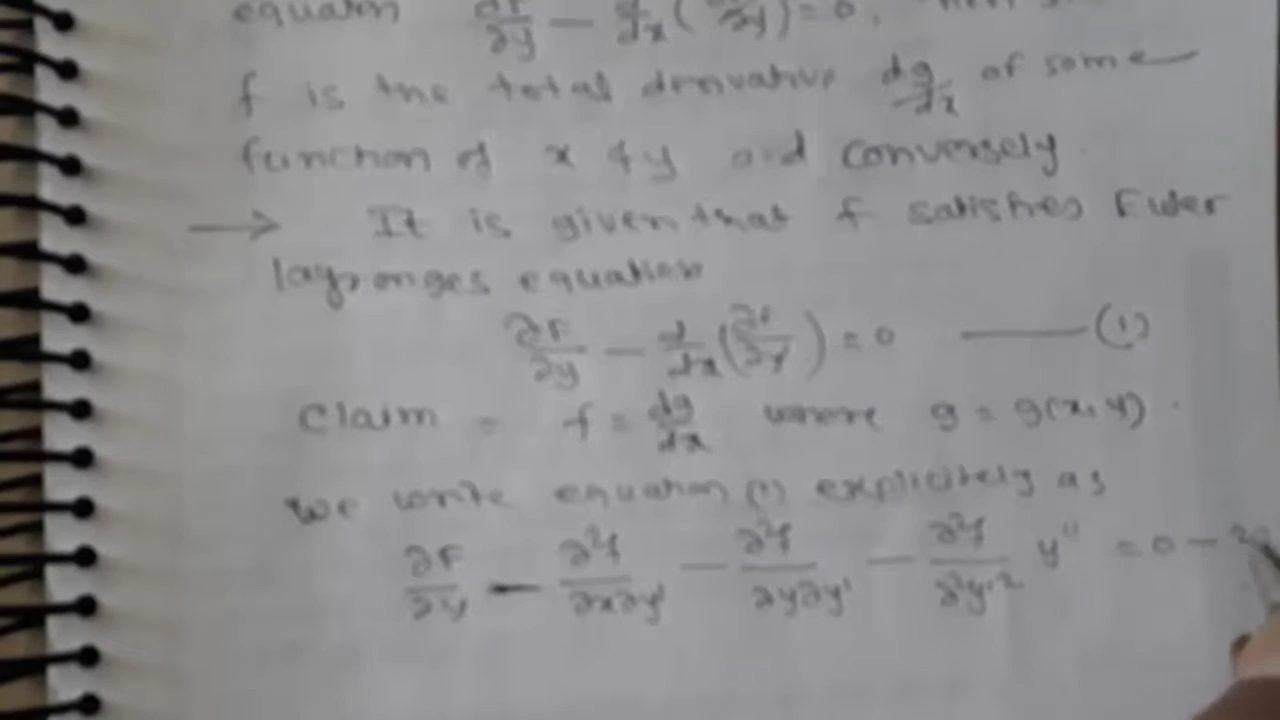 equatn ∂F/∂y − d/dx (∂F/∂y') = 0,
f is the total derivative dg/dx of some
function of x & y and conversely
→ It is given that f satisfies Euler
lagranges equation
∂F/∂y − d/dx (∂F/∂y') = 0 —— (1)
Claim = f = dg/dx where g = g(x, y).
We write equation (1) explicitely as
∂F/∂y − ∂²f/∂x∂y' − ∂²f/∂y∂y' − ∂²f/∂y'² y'' = 0 −